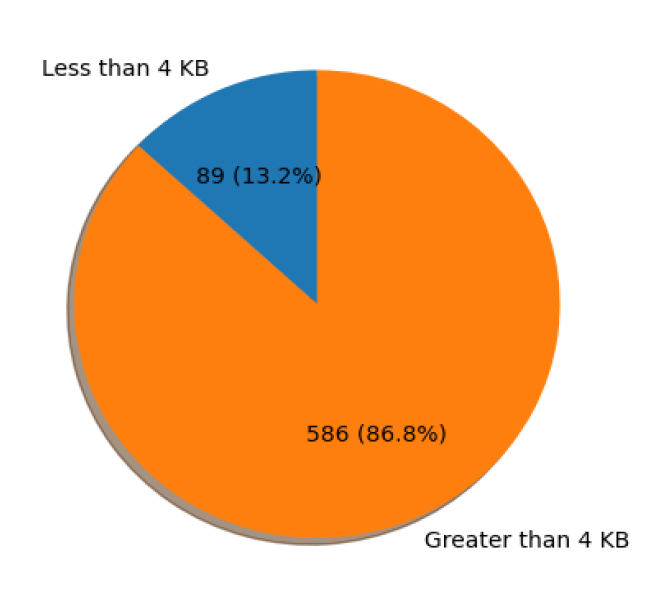 Less than 4 KB
89 (13.2%)
586 (86.8%)
Greater than 4 KB